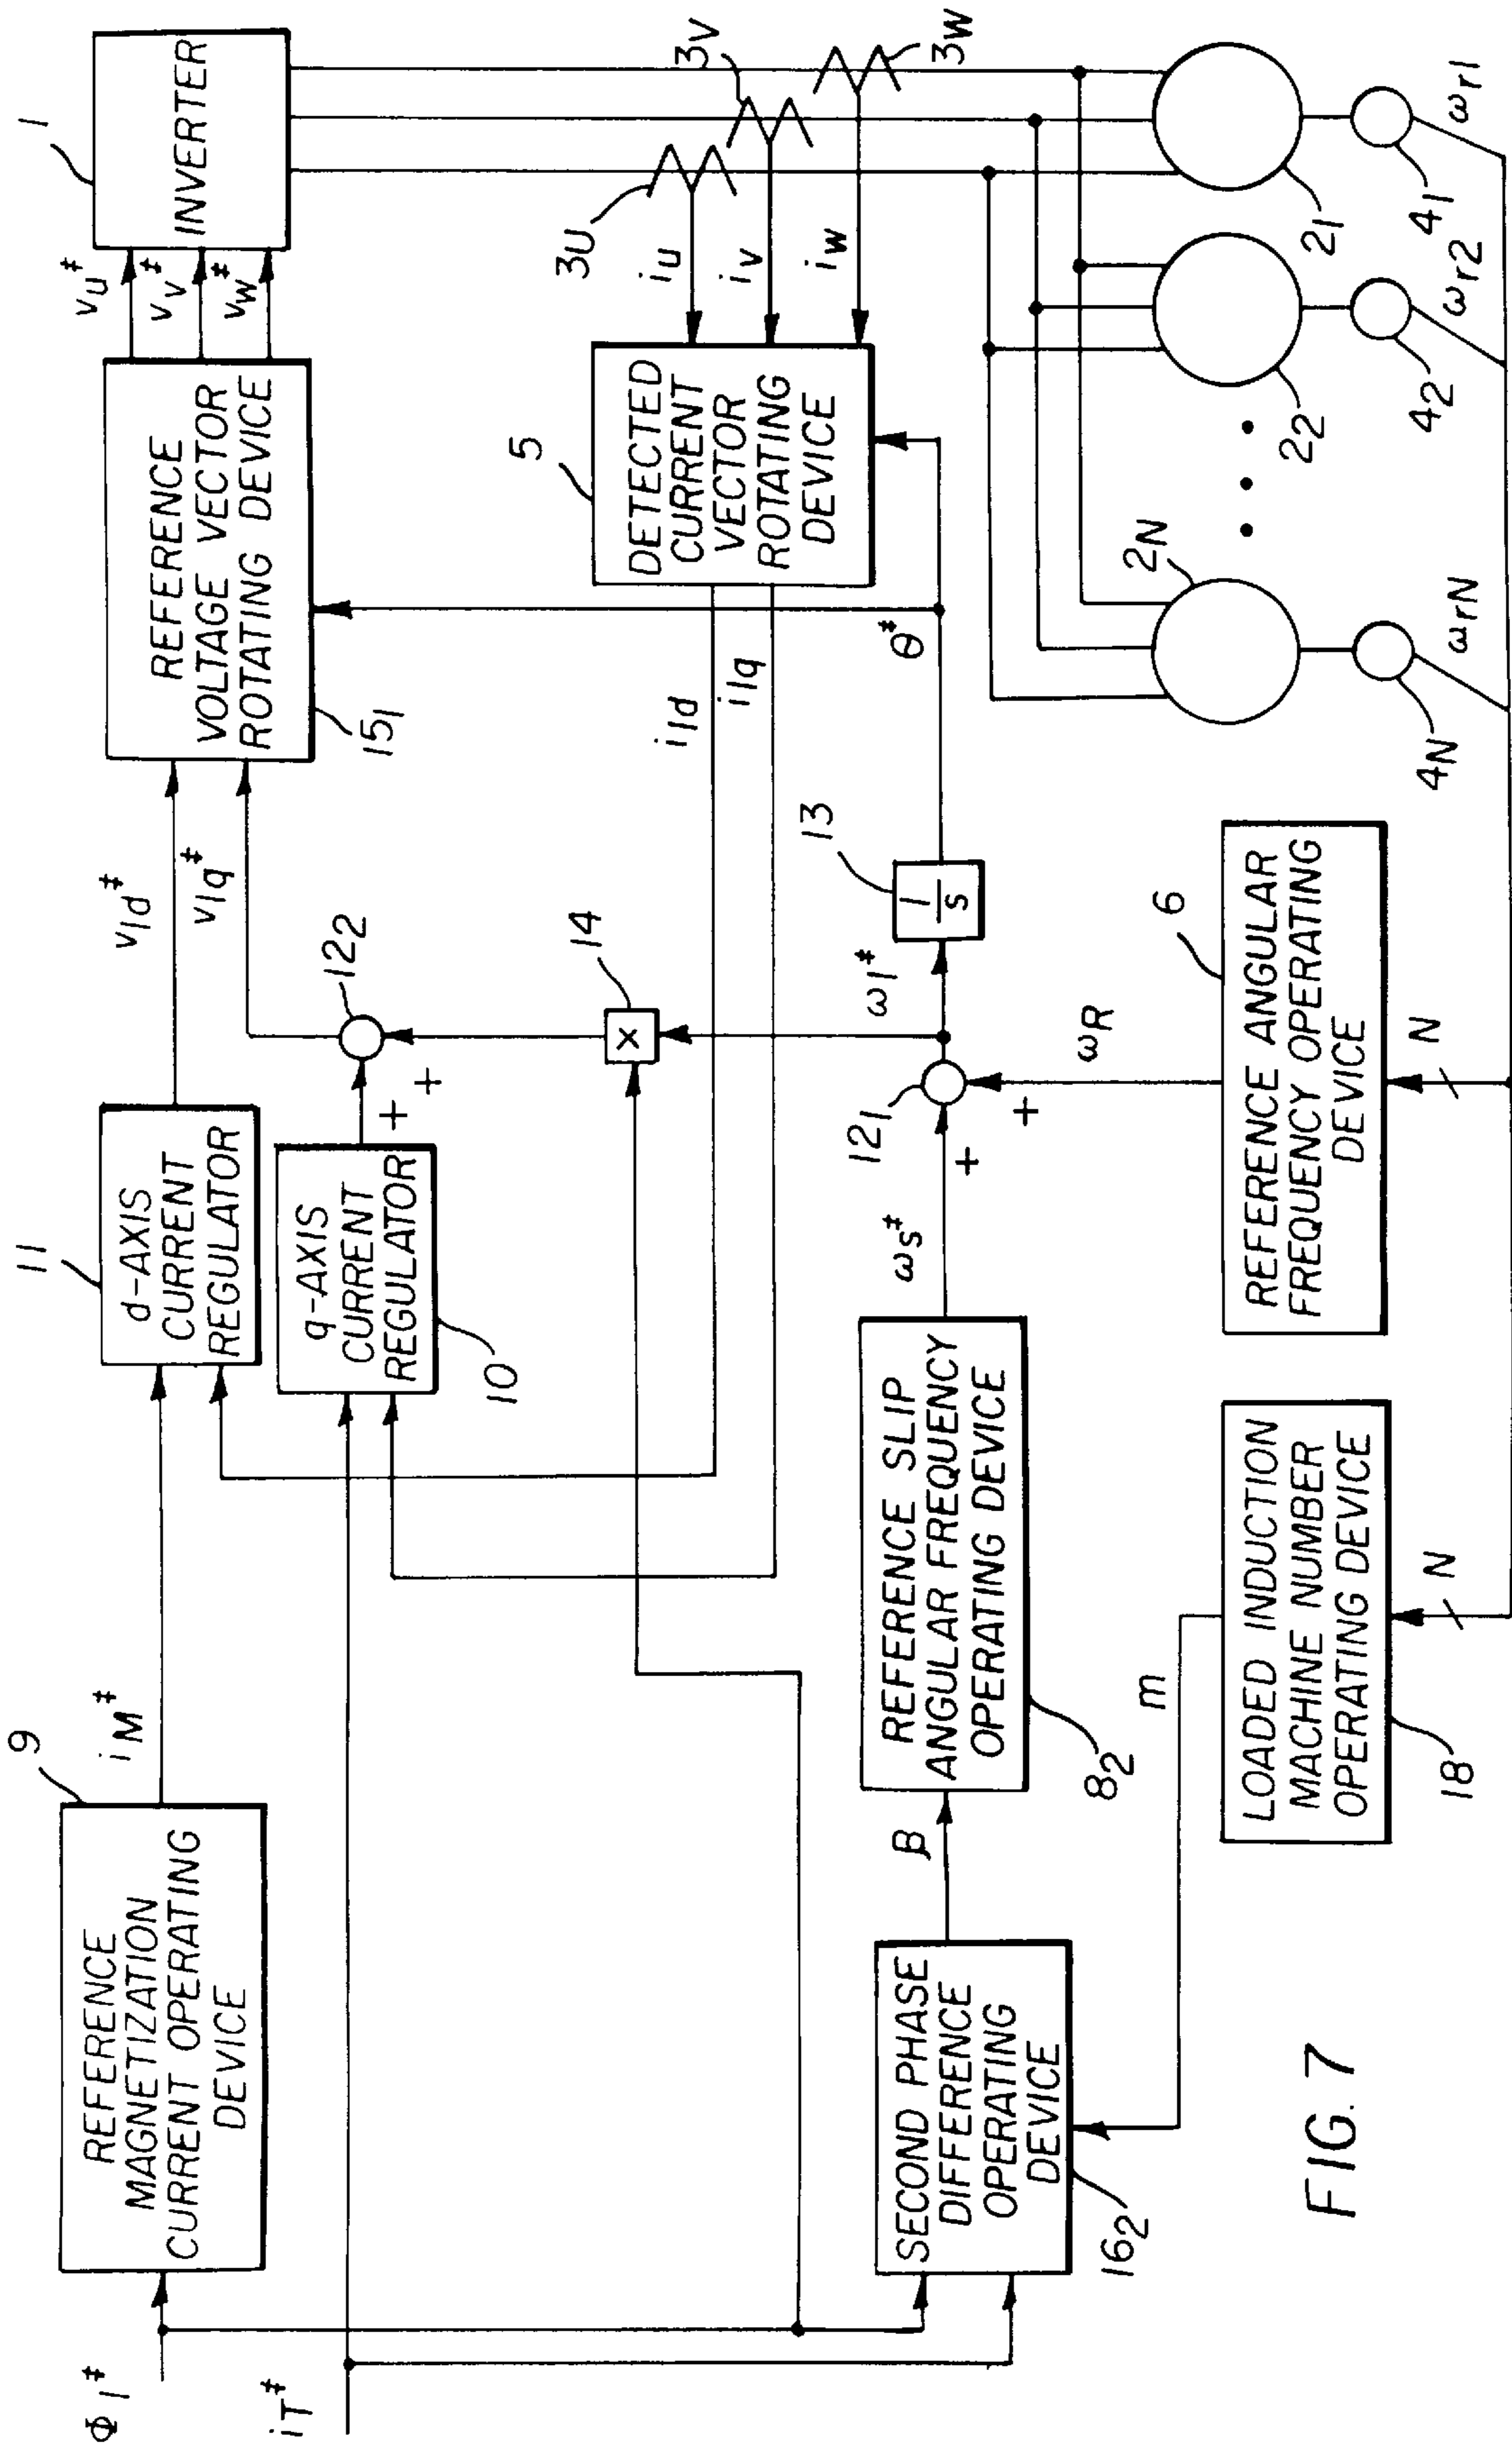 Φ1#
iT#
REFERENCE
MAGNETIZATION
CURRENT OPERATING
DEVICE
9
iM#
11
d-AXIS
CURRENT
REGULATOR
v1d#
v1q#
REFERENCE
VOLTAGE VECTOR
ROTATING DEVICE
151
vu#
vv#
vw#
1
INVERTER
q-AXIS
CURRENT
REGULATOR
10
+
+
122
14
X
i1d
i1q
5
DETECTED
CURRENT
VECTOR
ROTATING
DEVICE
iu
iv
iw
3U
3V
3W
SECOND PHASE
DIFFERENCE
OPERATING
DEVICE
162
β
REFERENCE SLIP
ANGULAR FREQUENCY
OPERATING DEVICE
82
ωs#
+
+
121
ω1#
13
1
s
θ#
ωR
m
LOADED INDUCTION
MACHINE NUMBER
OPERATING DEVICE
18
N
REFERENCE ANGULAR
FREQUENCY OPERATING
DEVICE
6
N
2N
22
21
4N
42
41
ωrN
ωr2
ωr1
FIG. 7